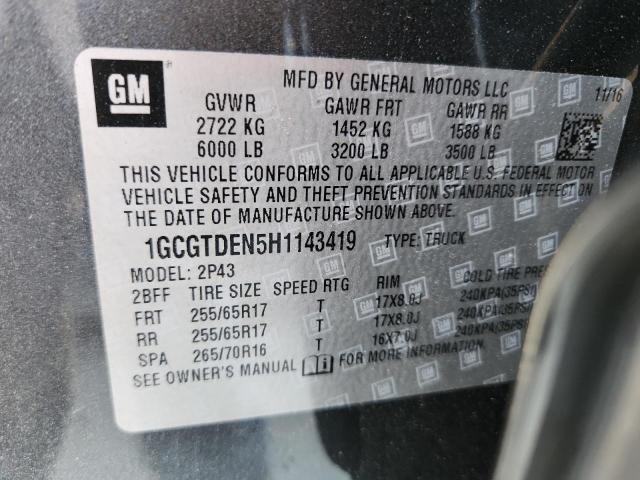 GM
MFD BY GENERAL MOTORS LLC
11/16
GVWR GAWR FRT GAWR RR
2722 KG 1452 KG 1588 KG
6000 LB 3200 LB 3500 LB
THIS VEHICLE CONFORMS TO ALL APPLICABLE U.S. FEDERAL MOTOR
VEHICLE SAFETY AND THEFT PREVENTION STANDARDS IN EFFECT ON
THE DATE OF MANUFACTURE SHOWN ABOVE.
1GCGTDEN5H1143419 TYPE: TRUCK
MODEL: 2P43
2BFF TIRE SIZE SPEED RTG RIM COLD TIRE
FRT 255/65R17 T 17X8.0J 240KPA(35PSI)
RR 255/65R17 T 17X8.0J 240KPA(35PSI)
SPA 265/70R16 T 16X7.0J 240KPA(35PSI)
SEE OWNER'S MANUAL FOR MORE INFORMATION.